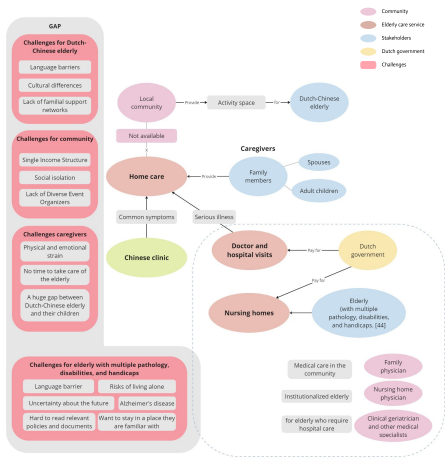 Community
Elderly care service
Stakeholders
Dutch government
Challenges
GAP
Challenges for Dutch-
Chinese elderly
Language barriers
Cultural differences
Lack of familial support
networks
Challenges for community
Single Income Structure
Social isolation
Lack of Diverse Event
Organizers
Challenges caregivers
Physical and emotional
strain
No time to take care of
the elderly
A huge gap between
Dutch-Chinese elderly
and their children
Challenges for elderly with multiple pathology,
disabilities, and handicaps
Language barrier
Risks of living alone
Uncertainty about the future
Alzheimer's disease
Hard to read relevant
policies and documents
Want to stay in a place they
are familiar with
Local
community
Provide
Activity space
for
Dutch-Chinese
elderly
Not available
Caregivers
Home care
Provide
Family
members
Spouses
Adult children
Common symptoms
Serious illness
Chinese clinic
Doctor and
hospital visits
Pay for
Dutch
government
Pay for
Nursing homes
Elderly
(with multiple
pathology, disabilities,
and handicaps. [44]
Medical care in the
community
Family
physician
Institutionalized elderly
Nursing home
physician
for elderly who require
hospital care
Clinical geriatrician
and other medical
specialists